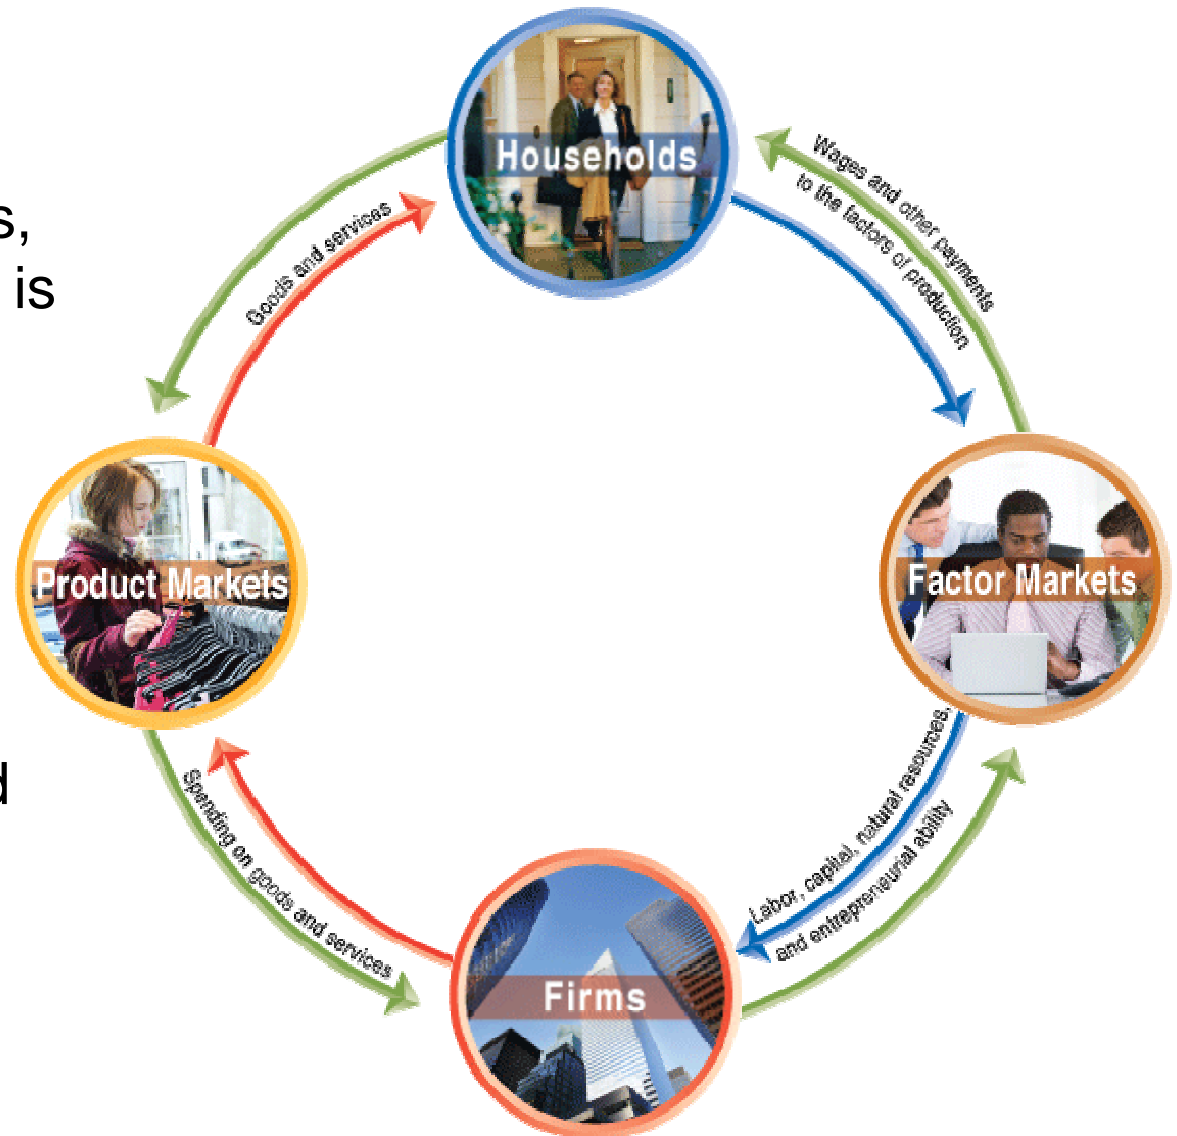 Households
Wages and other payments
to the factors of production
Goods and services
s,
is
Product Markets
Factor Markets
d
Spending on goods and services
Labor, capital, natural resources,
and entrepreneurial ability
Firms